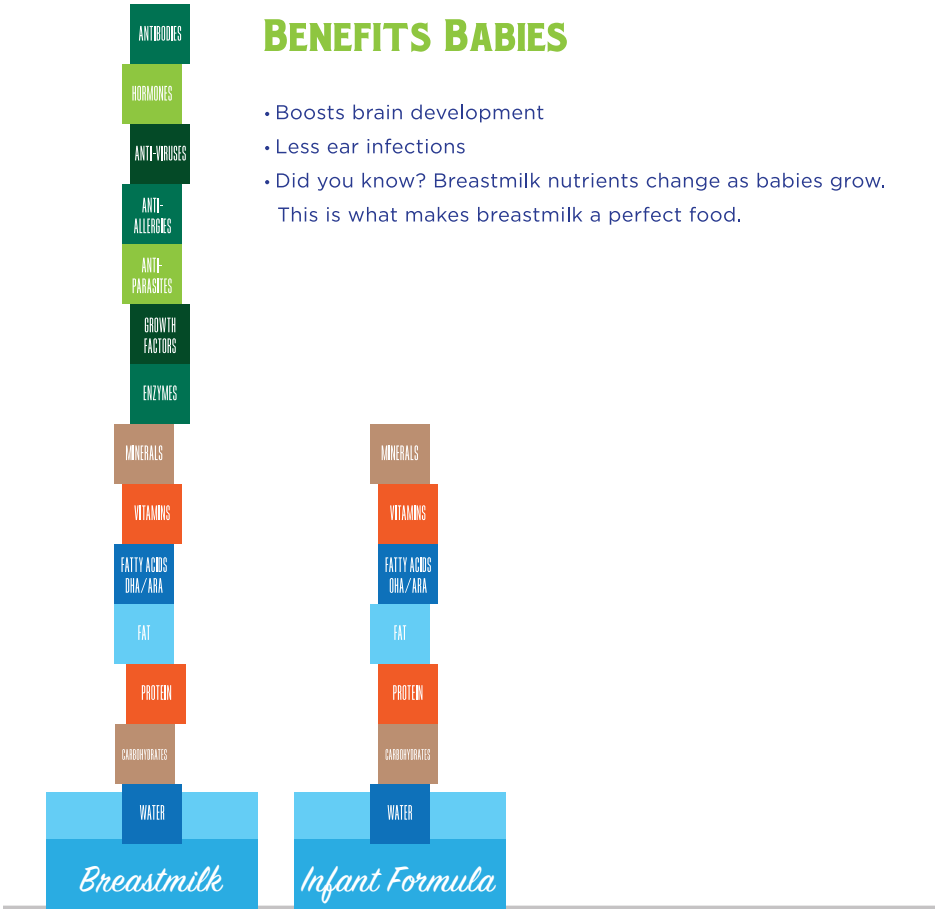 BENEFITS BABIES
• Boosts brain development
• Less ear infections
• Did you know? Breastmilk nutrients change as babies grow.
This is what makes breastmilk a perfect food.
ANTIBODIES
HORMONES
ANTI-VIRUSES
ANTI-
ALLERGIES
ANTI-
PARASITES
GROWTH
FACTORS
ENZYMES
MINERALS
VITAMINS
FATTY ACIDS
DHA/ARA
FAT
PROTEIN
CARBOHYDRATES
WATER
Breastmilk
MINERALS
VITAMINS
FATTY ACIDS
OHA/ARA
FAT
PROTEIN
CARBOHYDRATES
WATER
Infant Formula